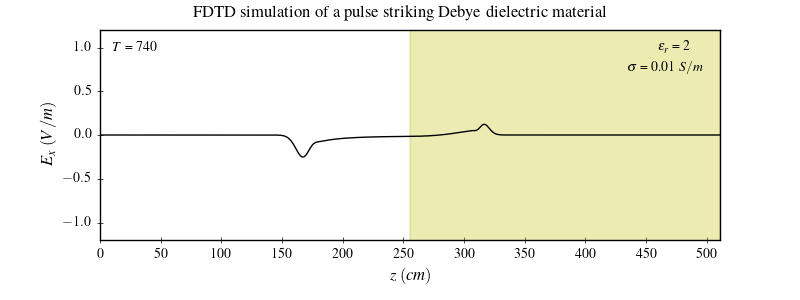 FDTD simulation of a pulse striking Debye dielectric material
T = 740
εᵣ = 2
σ = 0.01 S/m
Eₓ (V/m)
1.0
0.5
0.0
−0.5
−1.0
0 50 100 150 200 250 300 350 400 450 500
z (cm)